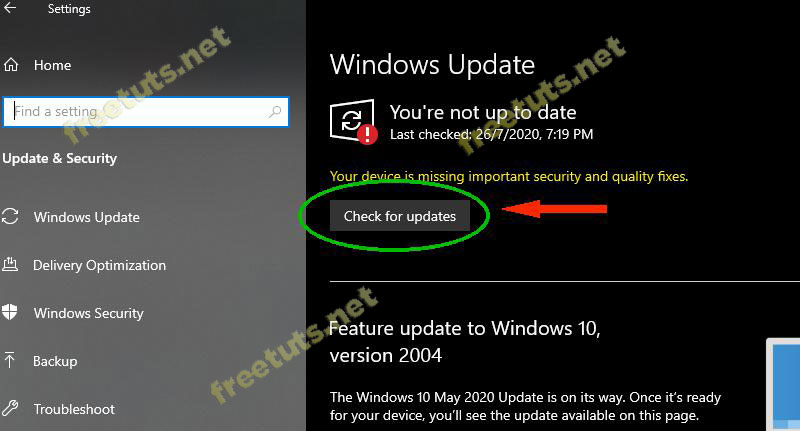 Settings
Home
Find a setting
Update & Security
Windows Update
Delivery Optimization
Windows Security
Backup
Troubleshoot
Windows Update
You're not up to date
Last checked: 26/7/2020, 7:19 PM
Your device is missing important security and quality fixes.
Check for updates
Feature update to Windows 10,
version 2004
The Windows 10 May 2020 Update is on its way. Once it's ready
for your device, you'll see the update available on this page.
freetuts.net
freetuts.net
freetuts.net